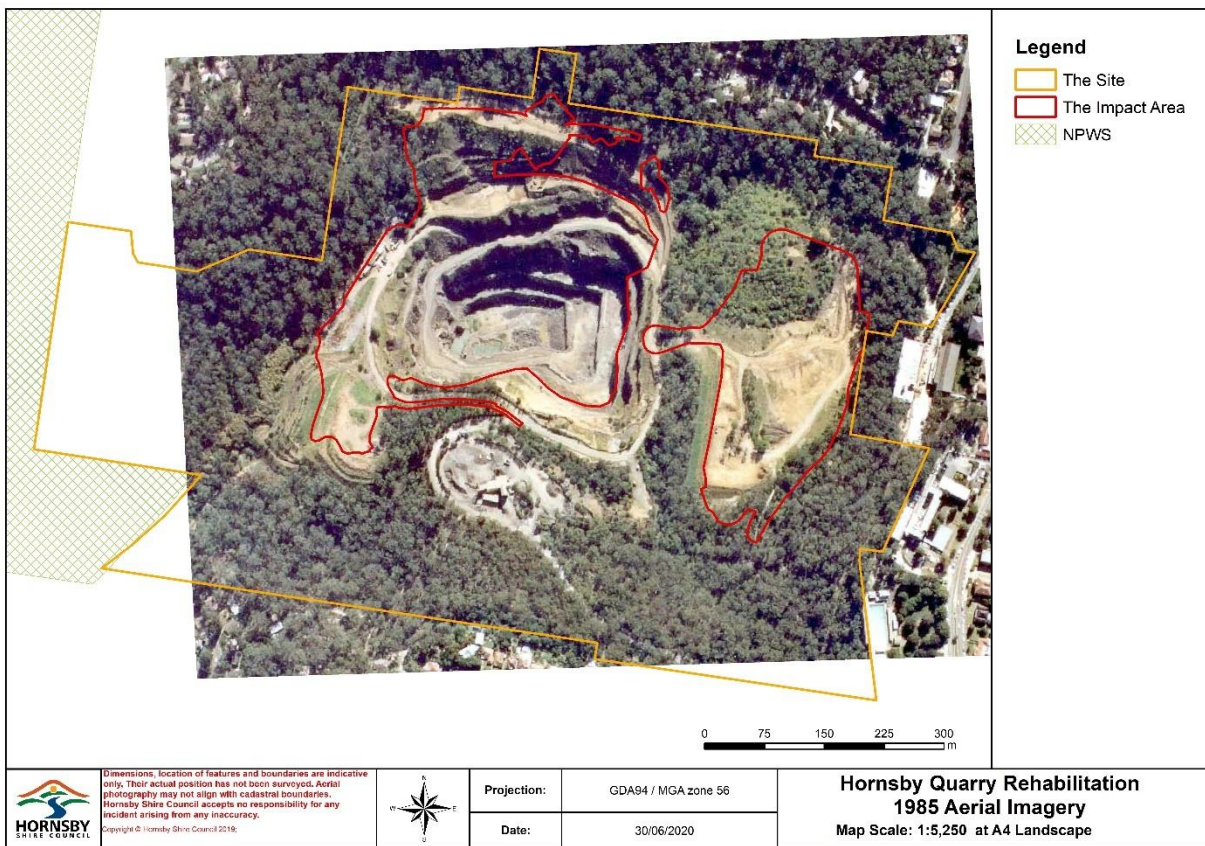 Legend
The Site
The Impact Area
NPWS
0 75 150 225 300
m
HORNSBY
SHIRE COUNCIL
Dimensions, location of features and boundaries are indicative
only, Their actual position has not been surveyed. Aerial
photography may not align with cadastral boundaries.
Hornsby Shire Council accepts no responsibility for any
incident arising from any inaccuracy.
Copyright © Hornsby Shire Council 2019;
N
W E
S
Projection: GDA94 / MGA zone 56
Date: 30/06/2020
Hornsby Quarry Rehabilitation
1985 Aerial Imagery
Map Scale: 1:5,250 at A4 Landscape